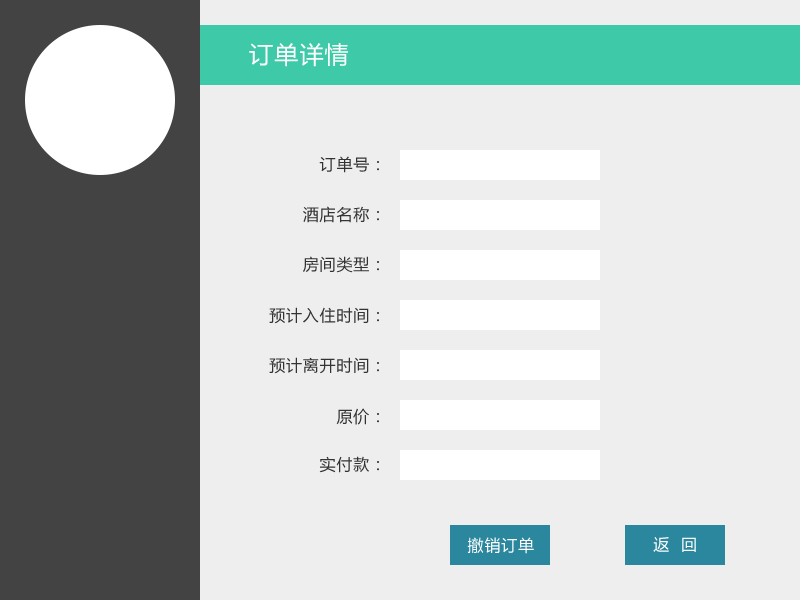 订单详情
订单号：
酒店名称：
房间类型：
预计入住时间：
预计离开时间：
原价：
实付款：
撤销订单
返 回